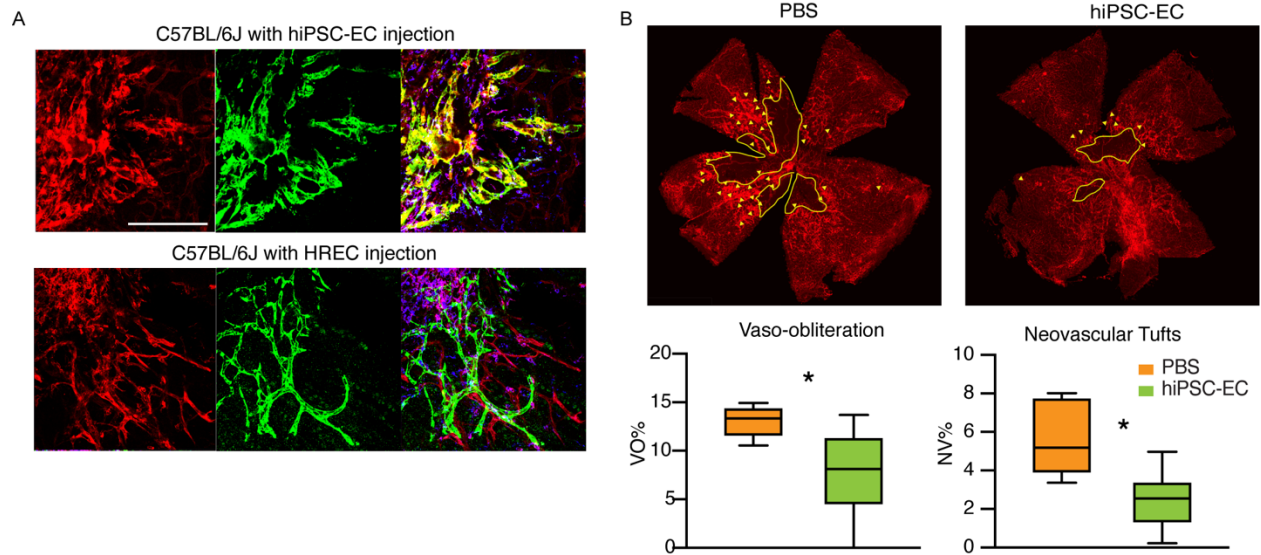 A
C57BL/6J with hiPSC-EC injection
C57BL/6J with HREC injection
B
PBS
hiPSC-EC
Vaso-obliteration
20
15
10
5
0
VO%
*
Neovascular Tufts
10
8
6
4
2
0
NV%
*
PBS
hiPSC-EC